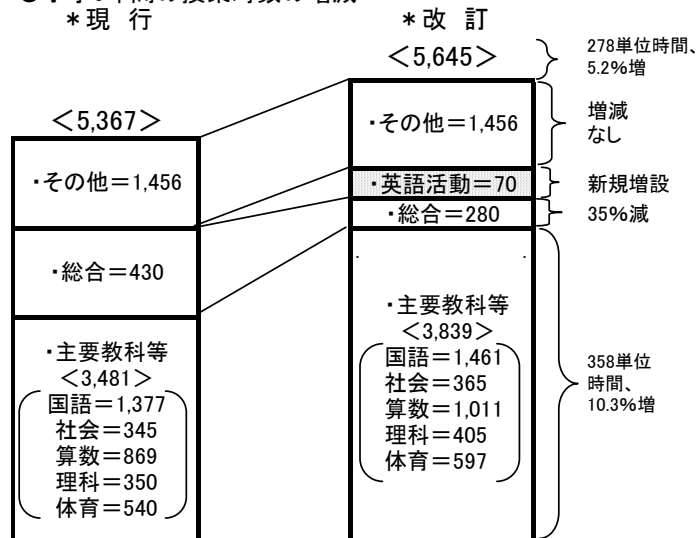 *現 行
<5,367>
・その他=1,456
・総合=430
・主要教科等
<3,481>
国語=1,377
社会=345
算数=869
理科=350
体育=540
*改 訂
<5,645>
・その他=1,456
・英語活動=70
・総合=280
・主要教科等
<3,839>
国語=1,461
社会=365
算数=1,011
理科=405
体育=597
278単位時間、
5.2%増
増減
なし
新規増設
35%減
358単位
時間、
10.3%増